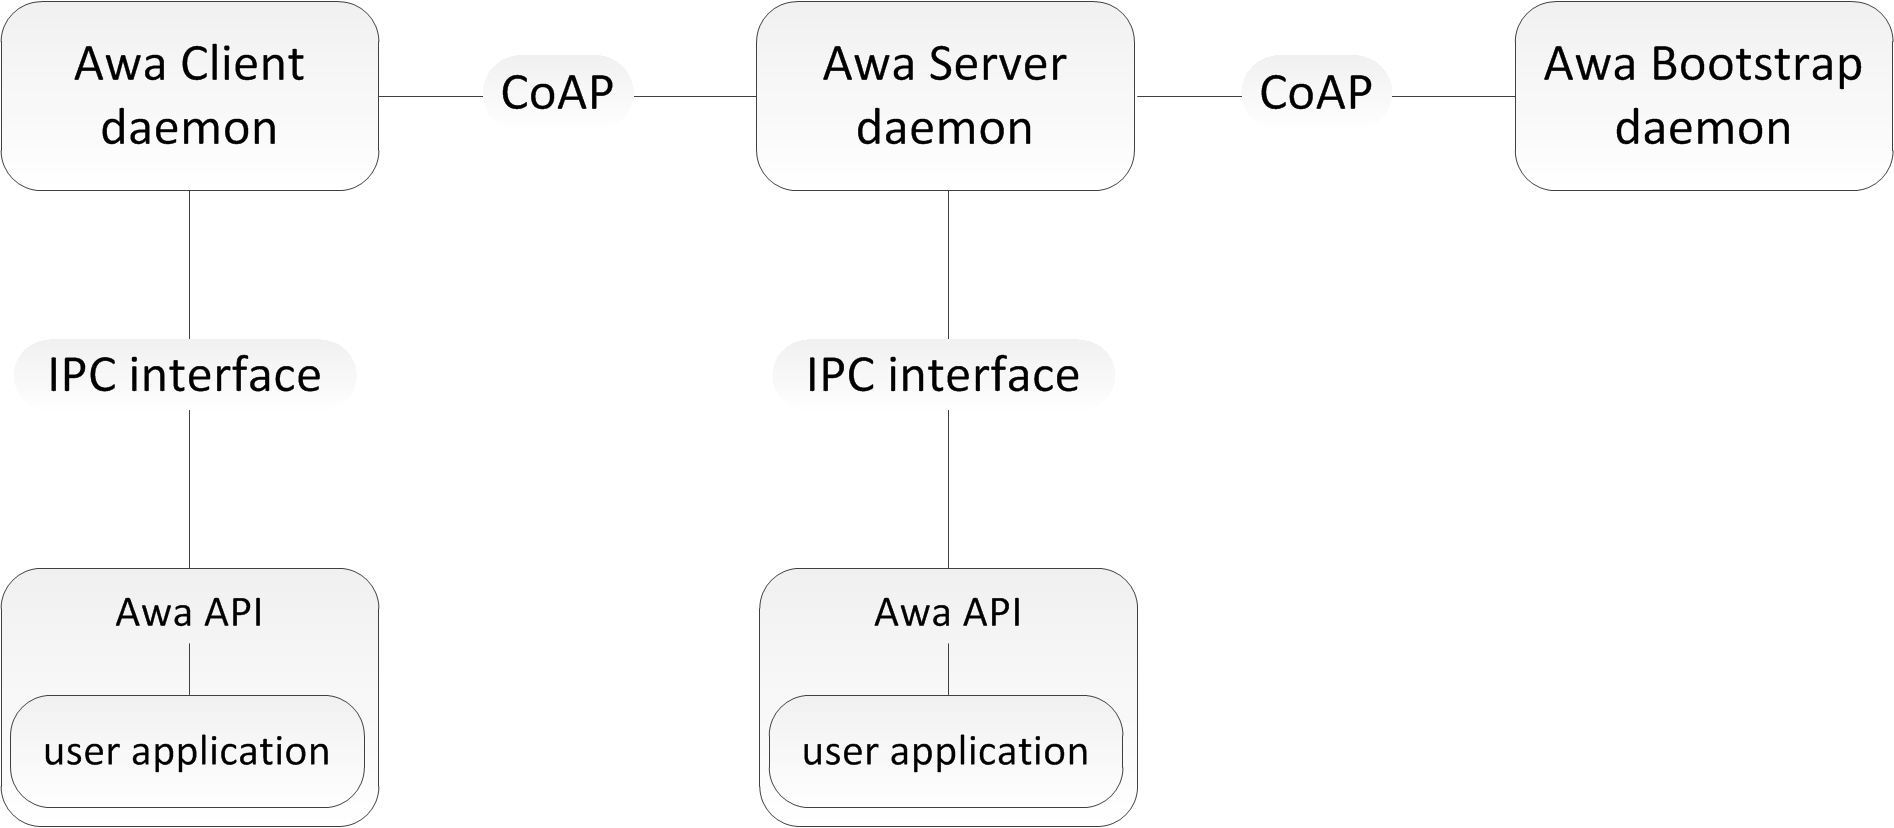 Awa Client
daemon
CoAP
Awa Server
daemon
CoAP
Awa Bootstrap
daemon
IPC interface
IPC interface
Awa API
user application
Awa API
user application